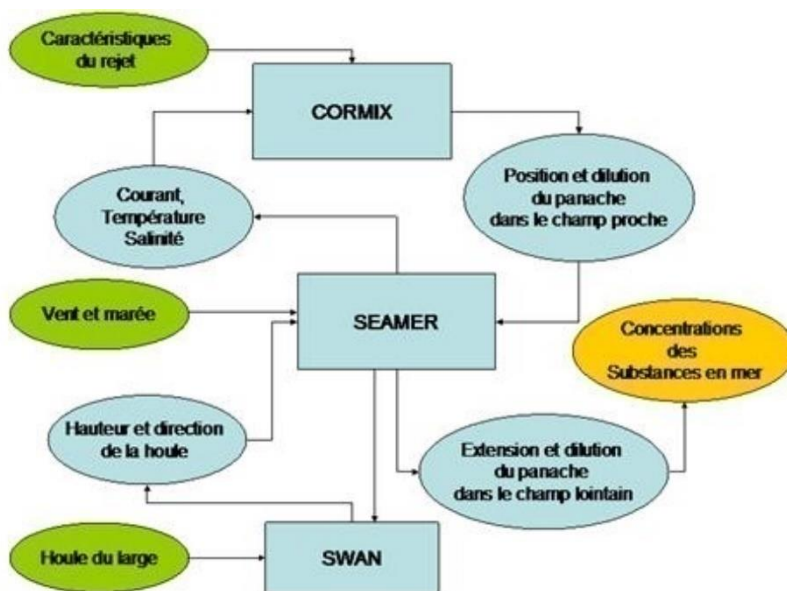 Caractéristiques
du rejet
CORMIX
Courant,
Température
Salinité
Position et dilution
du panache
dans le champ proche
Vent et marée
SEAMER
Concentrations
des
Substances en mer
Hauteur et direction
de la houle
Extension et dilution
du panache
dans le champ lointain
Houle du large
SWAN